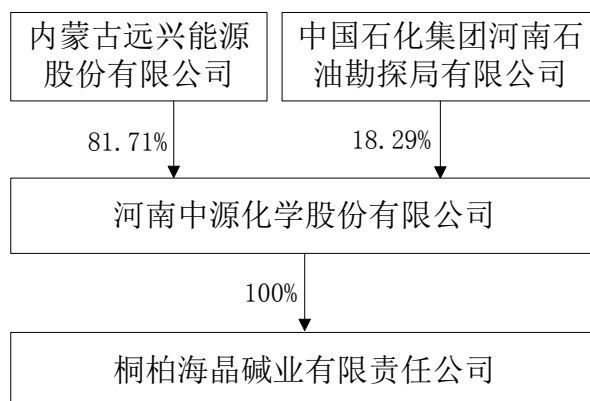 内蒙古远兴能源
股份有限公司
中国石化集团河南石
油勘探局有限公司
81.71%
18.29%
河南中源化学股份有限公司
100%
桐柏海晶碱业有限责任公司